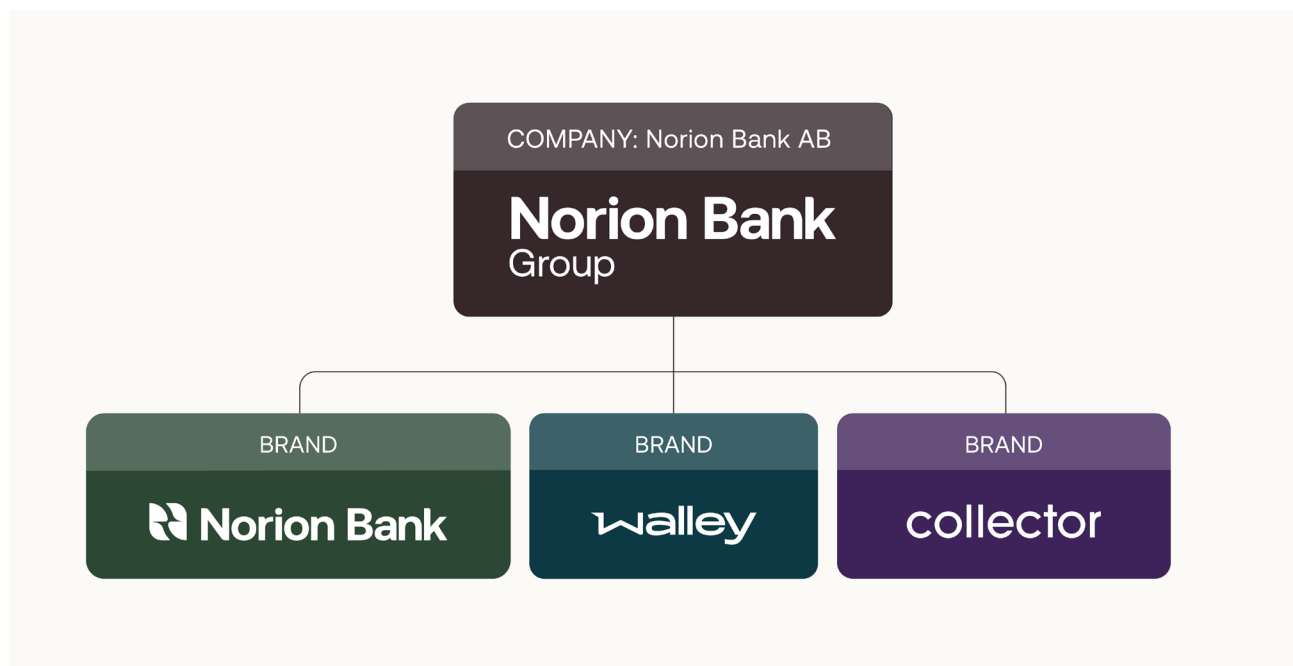 COMPANY: Norion Bank AB
Norion Bank
Group
BRAND
Norion Bank
BRAND
walley
BRAND
collector